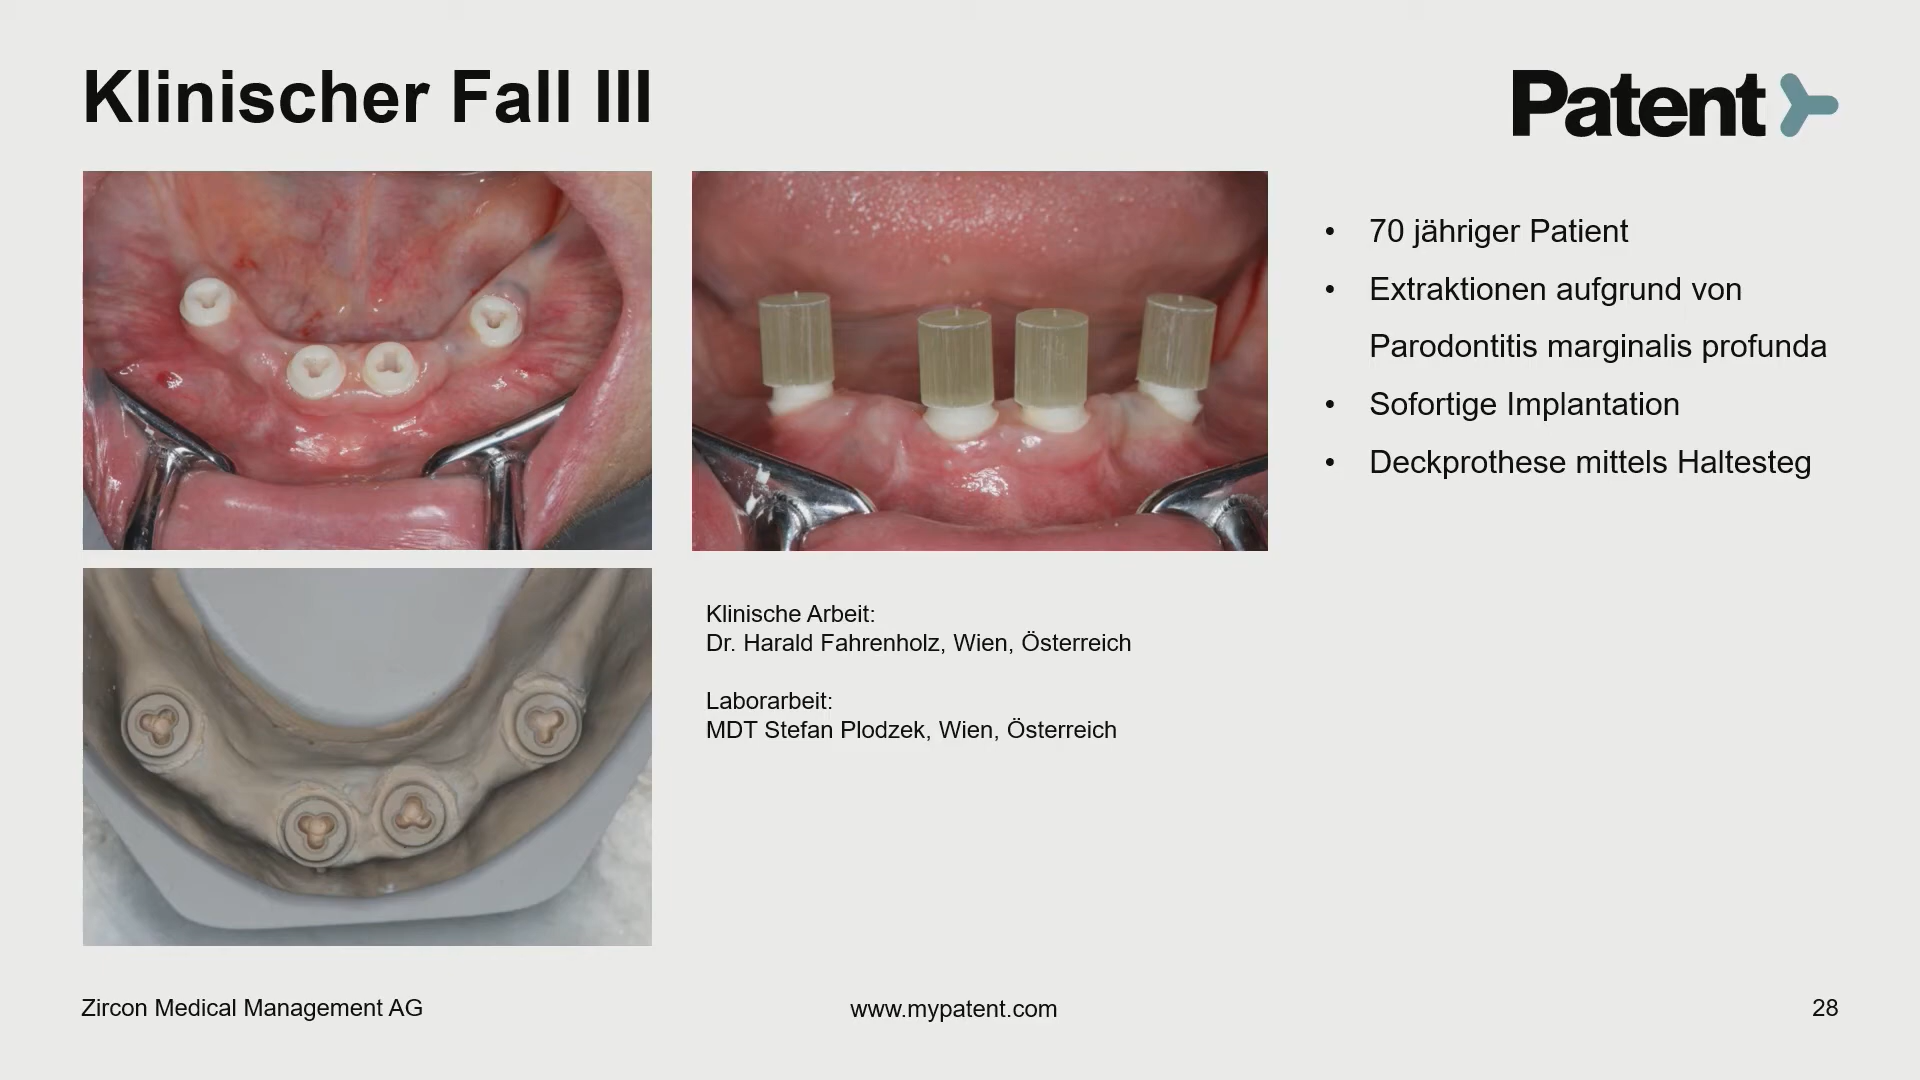 Klinischer Fall III
Patent
• 70 jähriger Patient
• Extraktionen aufgrund von
Parodontitis marginalis profunda
• Sofortige Implantation
• Deckprothese mittels Haltesteg
Klinische Arbeit:
Dr. Harald Fahrenholz, Wien, Österreich
Laborarbeit:
MDT Stefan Plodzek, Wien, Österreich
Zircon Medical Management AG
www.mypatent.com
28